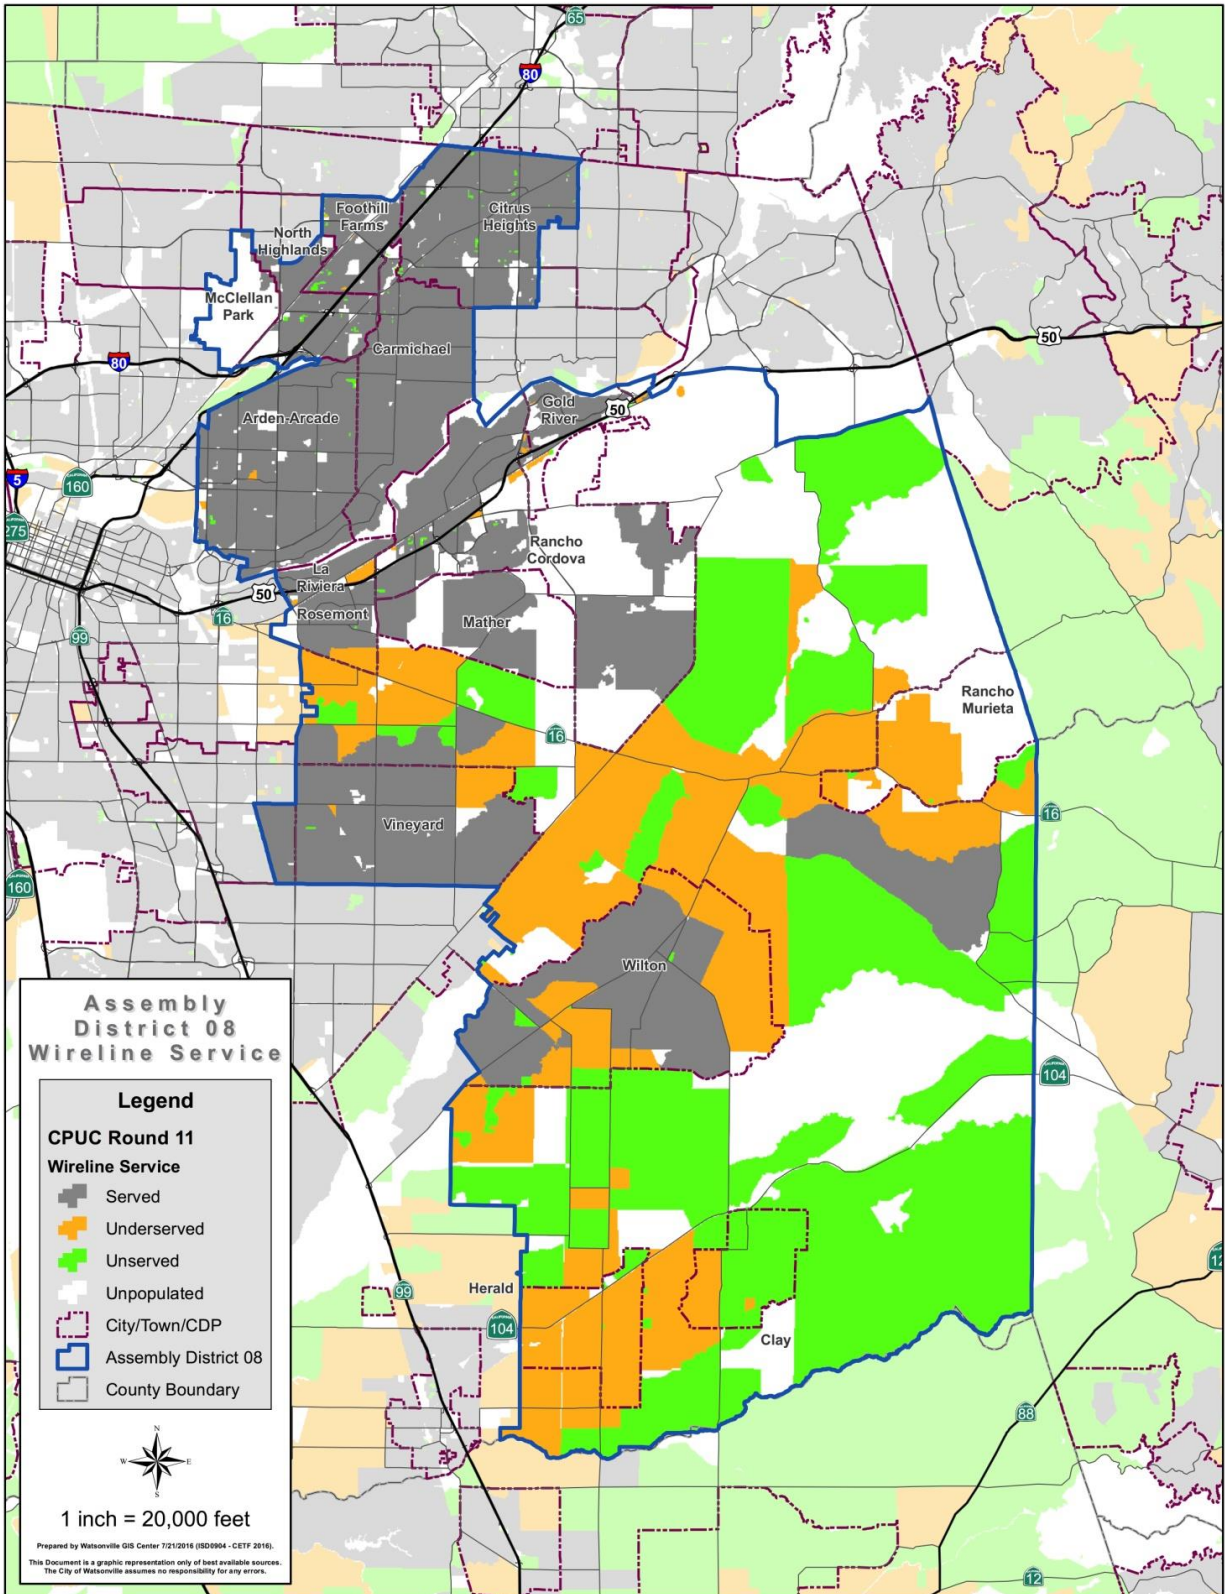 65
80
Foothill
Farms
Citrus
Heights
North
Highlands
McClellan
Park
50
80
Carmichael
Gold
River
50
Arden-Arcade
5
CALIFORNIA
160
275
Rancho
Cordova
La
Riviera
50
16
Rosemont
Mather
99
Rancho
Murieta
16
16
Vineyard
160
Wilton
CALIFORNIA
104
Herald
99
CALIFORNIA
104
Clay
12
88
12
Assembly
District 08
Wireline Service
Legend
CPUC Round 11
Wireline Service
Served
Underserved
Unserved
Unpopulated
City/Town/CDP
Assembly District 08
County Boundary
N
W E
S
1 inch = 20,000 feet
Prepared by Watsonville GIS Center 7/21/2016 (ISD0904 - CETF 2016).
This Document is a graphic representation only of best available sources.
The City of Watsonville assumes no responsibility for any errors.